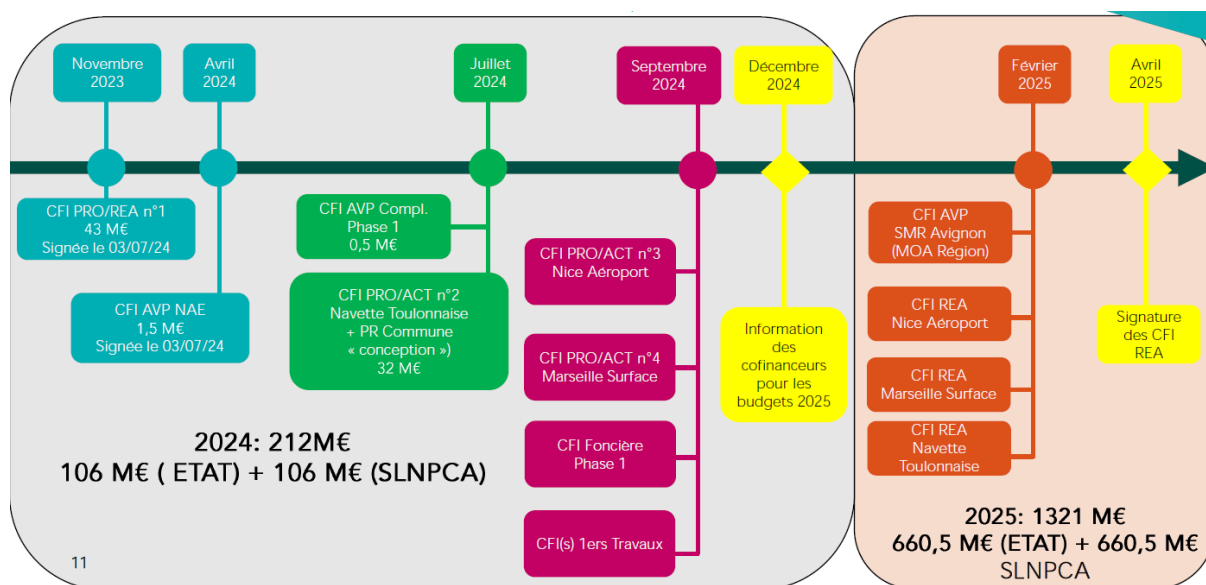 Novembre
2023
Avril
2024
Juillet
2024
Septembre
2024
Décembre
2024
Février
2025
Avril
2025
CFI PRO/REA n°1
43 M€
Signée le 03/07/24
CFI AVP NAE
1,5 M€
Signée le 03/07/24
CFI AVP Compl.
Phase 1
0,5 M€
CFI PRO/ACT n°2
Navette Toulonnaise
+ PR Commune
« conception »)
32 M€
CFI PRO/ACT n°3
Nice Aéroport
CFI PRO/ACT n°4
Marseille Surface
CFI Foncière
Phase 1
CFI(s) 1ers Travaux
Information
des
cofinanceurs
pour les
budgets 2025
CFI AVP
SMR Avignon
(MOA Région)
CFI REA
Nice Aéroport
CFI REA
Marseille Surface
CFI REA
Navette
Toulonnaise
Signature
des CFI
REA
2024: 212M€
106 M€ ( ETAT) + 106 M€ (SLNPCA)
2025: 1321 M€
660,5 M€ (ETAT) + 660,5 M€
SLNPCA
11